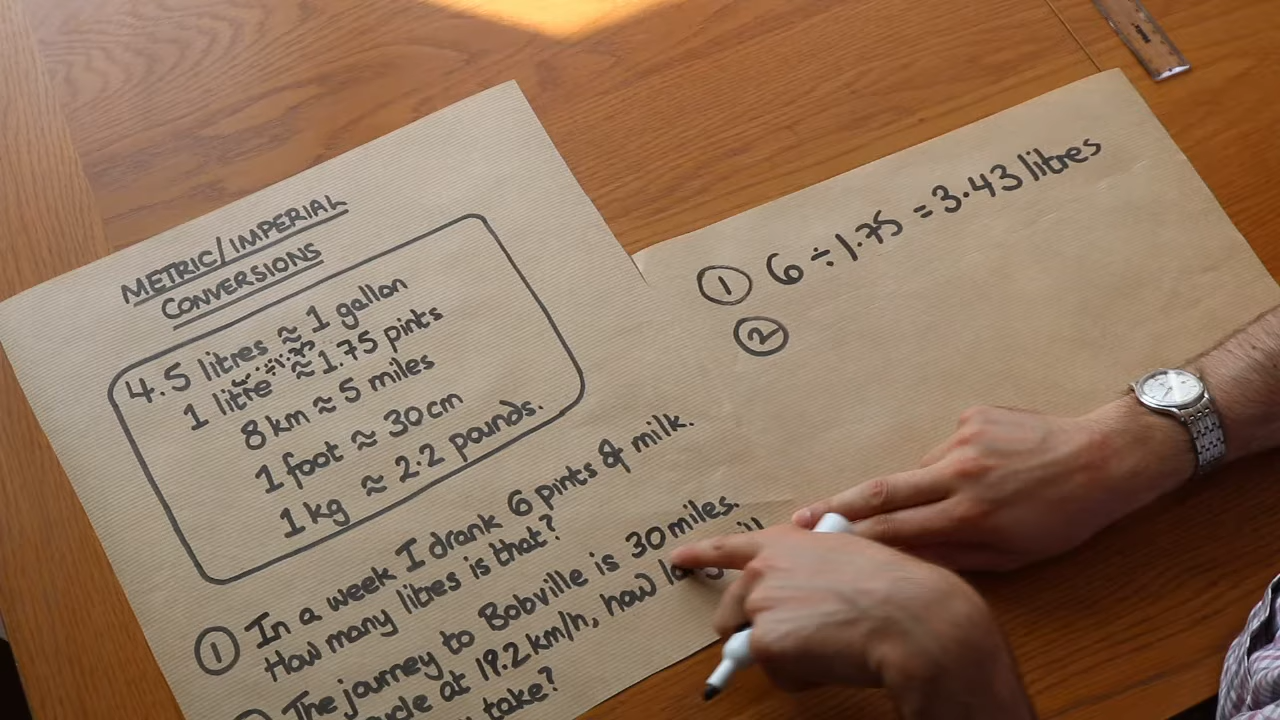 METRIC/IMPERIAL
CONVERSIONS
4.5 litres ≈ 1 gallon
1 litre ≈ 1.75 pints
8 km ≈ 5 miles
1 foot ≈ 30 cm
1 kg ≈ 2.2 pounds.
① In a week I drank 6 pints of milk.
How many litres is that?
The journey to Bobville is 30 miles.
at 19.2 km/h, how
take?
① 6 ÷ 1.75 = 3.43 litres
②